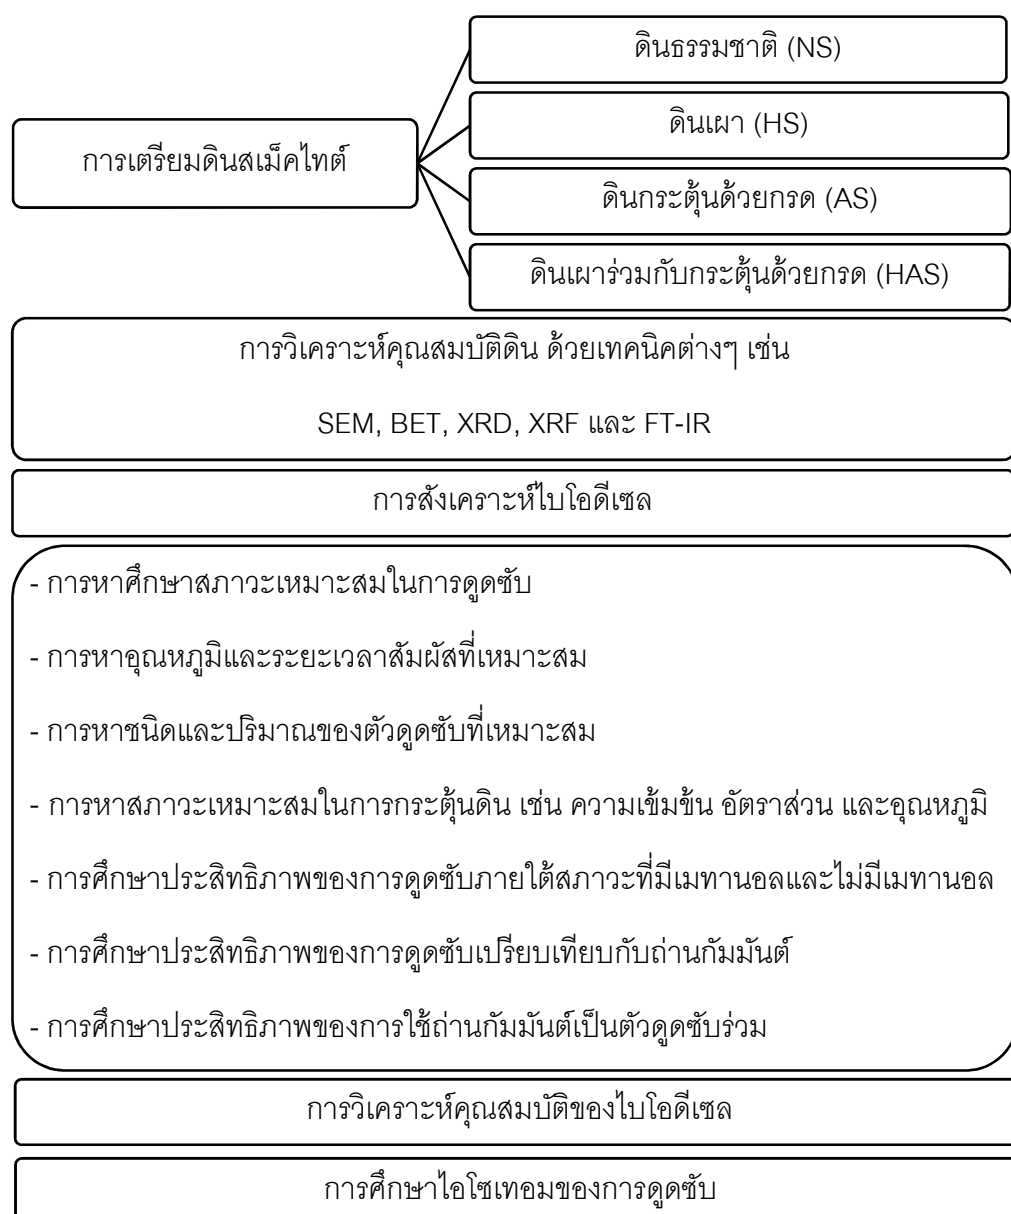 ดินธรรมชาติ (NS)
ดินเผา (HS)
การเตรียมดินสเม็คไทต์
ดินกระตุ้นด้วยกรด (AS)
ดินเผาร่วมกับกระตุ้นด้วยกรด (HAS)
การวิเคราะห์คุณสมบัติดิน ด้วยเทคนิคต่างๆ เช่น
SEM, BET, XRD, XRF และ FT-IR
การสังเคราะห์ไบโอดีเซล
- การหาศึกษาสภาวะเหมาะสมในการดูดซับ
- การหาอุณหภูมิและระยะเวลาสัมผัสที่เหมาะสม
- การหาชนิดและปริมาณของตัวดูดซับที่เหมาะสม
- การหาสภาวะเหมาะสมในการกระตุ้นดิน เช่น ความเข้มข้น อัตราส่วน และอุณหภูมิ
- การศึกษาประสิทธิภาพของการดูดซับภายใต้สภาวะที่มีเมทานอลและไม่มีเมทานอล
- การศึกษาประสิทธิภาพของการดูดซับเปรียบเทียบกับถ่านกัมมันต์
- การศึกษาประสิทธิภาพของการใช้ถ่านกัมมันต์เป็นตัวดูดซับร่วม
การวิเคราะห์คุณสมบัติของไบโอดีเซล
การศึกษาไอโซเทอมของการดูดซับ